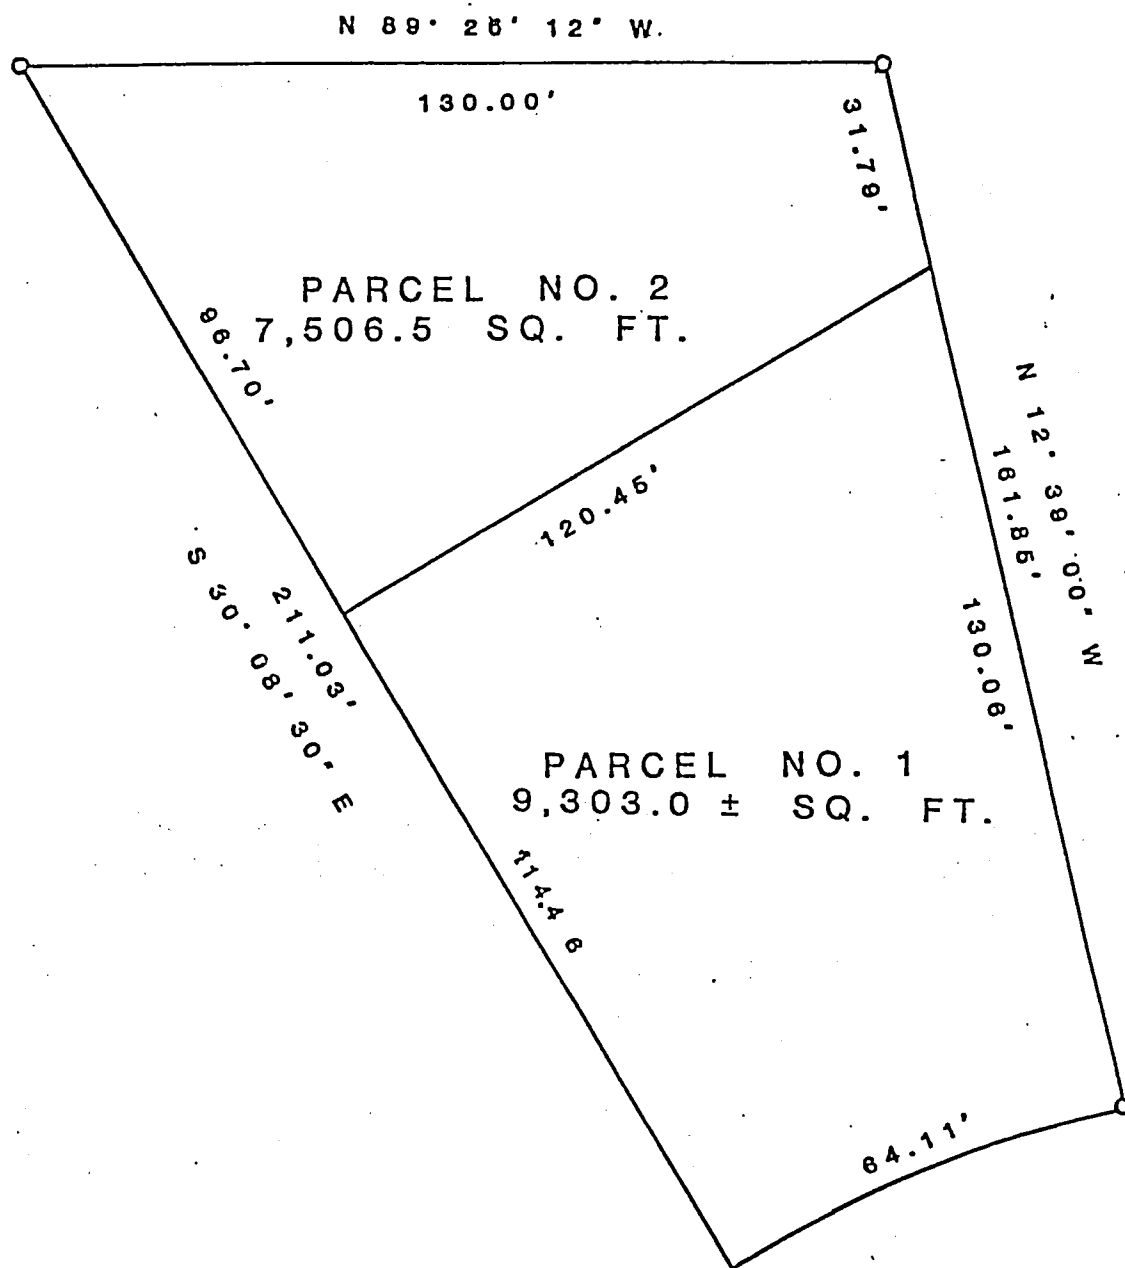 N 89° 26' 12" W.
130.00'
31.79'
PARCEL NO. 2
7,506.5 SQ. FT.
96.70'
120.45'
N 12° 39' 00" W
161.85'
130.06'
211.03'
S 30° 08' 30" E
PARCEL NO. 1
9,303.0 ± SQ. FT.
114.4 6
64.11'